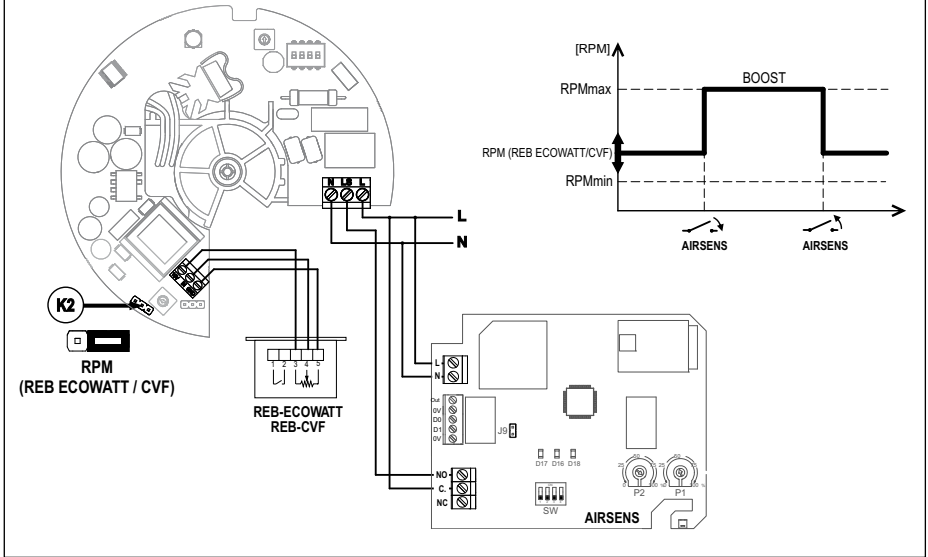 [RPM]
RPMmax
BOOST
RPM (REB ECOWATT/CVF)
RPMmin
AIRSENS
AIRSENS
N LS L
L
N
K2
RPM
(REB ECOWATT / CVF)
1 2 3 4 5
REB-ECOWATT
REB-CVF
L
N
Out
0V
D0
D1
0V
J9
D17 D16 D18
NO
C.
NC
SW
P2
P1
AIRSENS